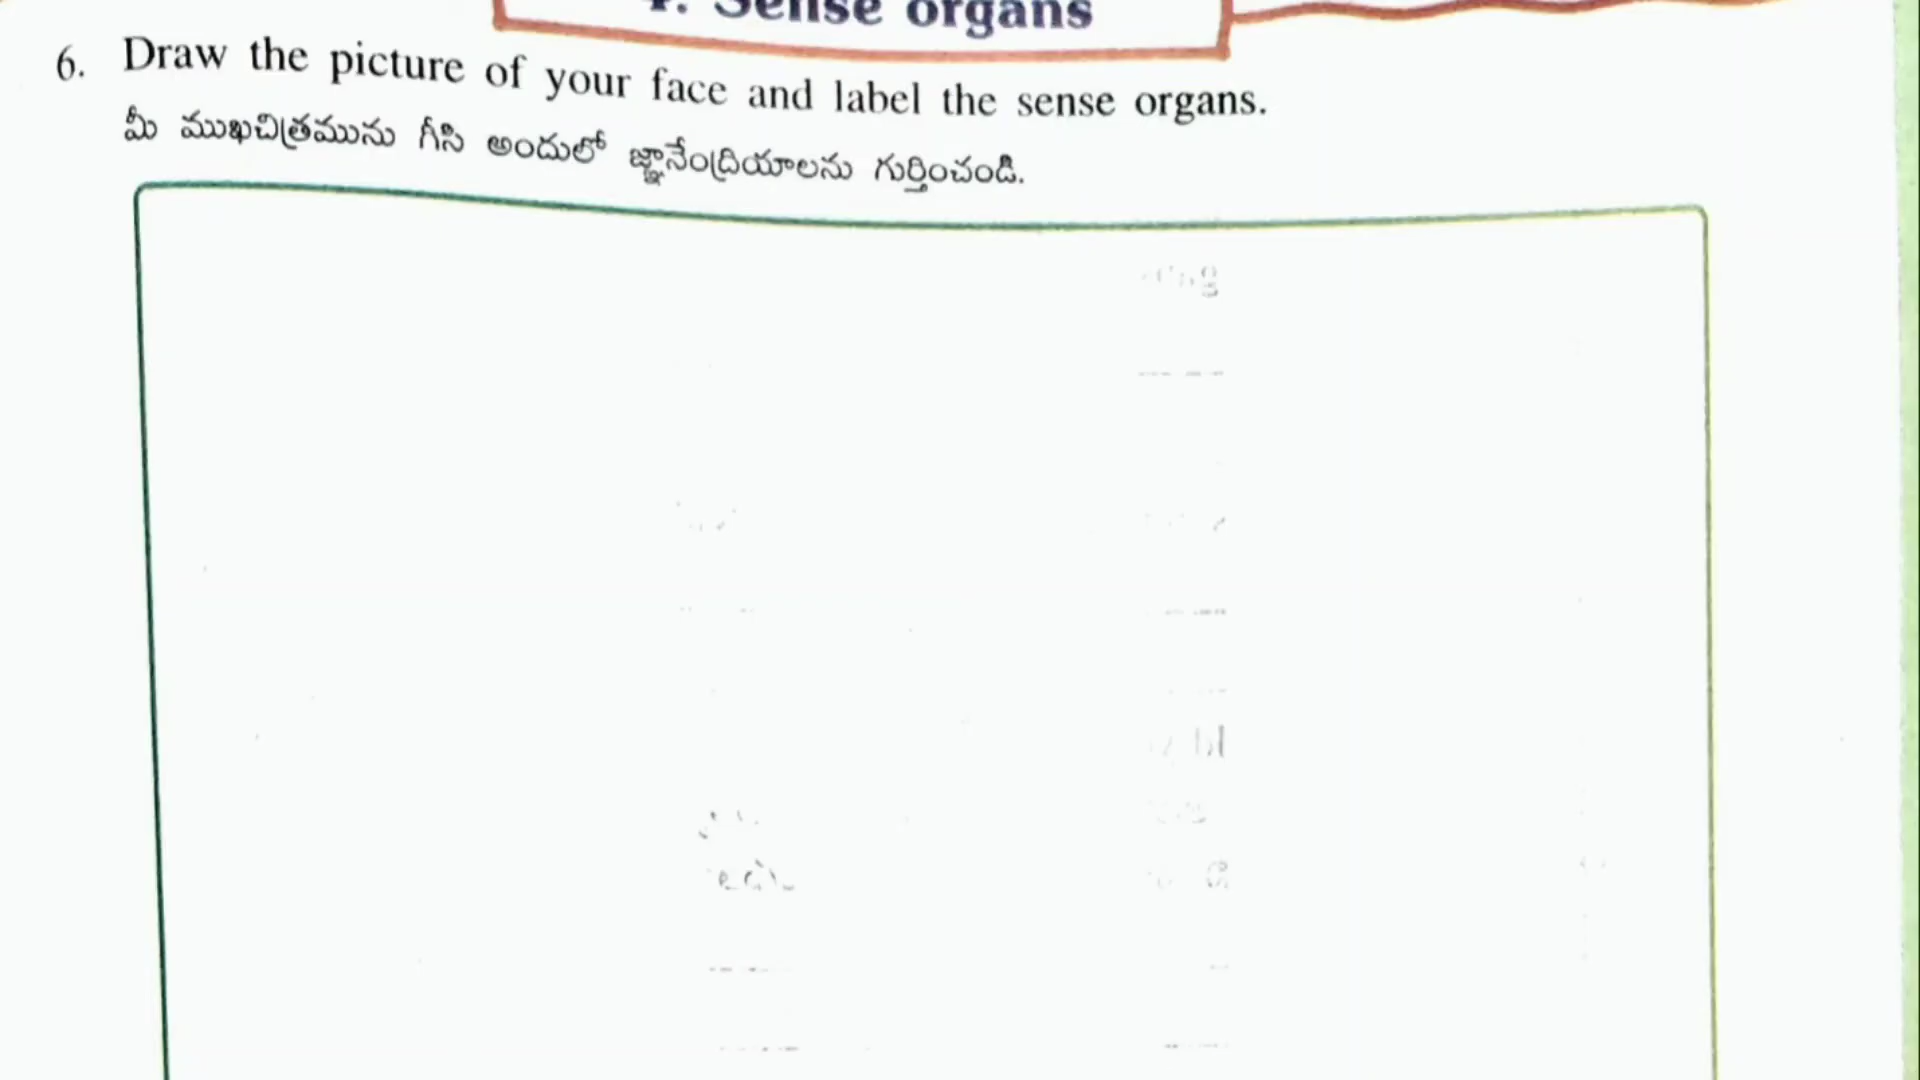 Sense organs
6. Draw the picture of your face and label the sense organs.
మీ ముఖచిత్రమును గీసి అందులో జ్ఞానేంద్రియాలను గుర్తించండి.